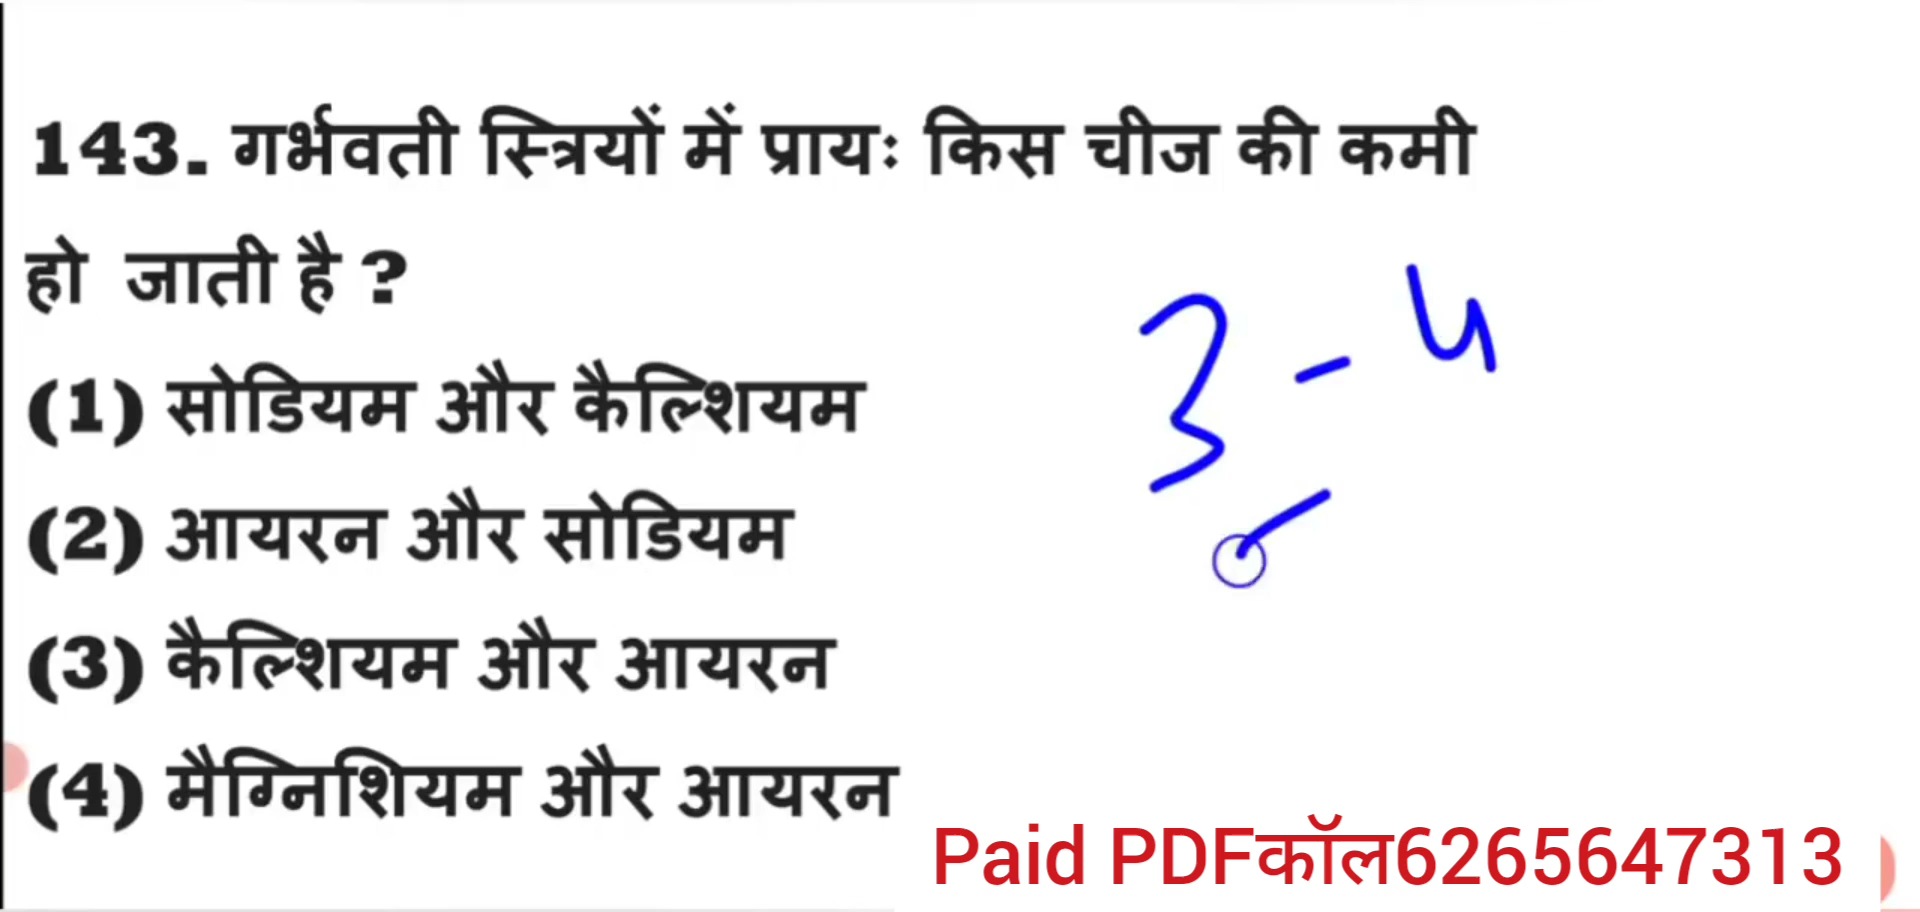 143. गर्भवती स्त्रियों में प्रायः किस चीज की कमी
हो जाती है ?
(1) सोडियम और कैल्शियम
(2) आयरन और सोडियम
(3) कैल्शियम और आयरन
(4) मैग्निशियम और आयरन
3 - 4
Paid PDFकॉल6265647313